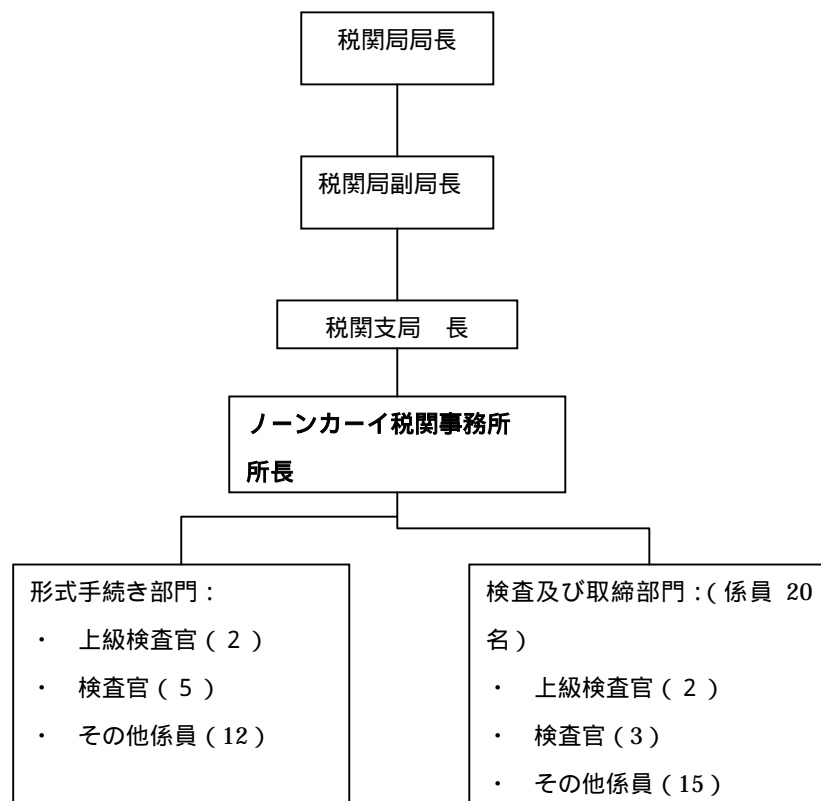 税関局局長
税関局副局長
税関支局　長
ノーンカーイ税関事務所
所長
形式手続き部門：
・　上級検査官（２）
・　検査官（５）
・　その他係員（12）
検査及び取締部門：（係員 20
名）
・　上級検査官（２）
・　検査官（3）
・　その他係員（15）